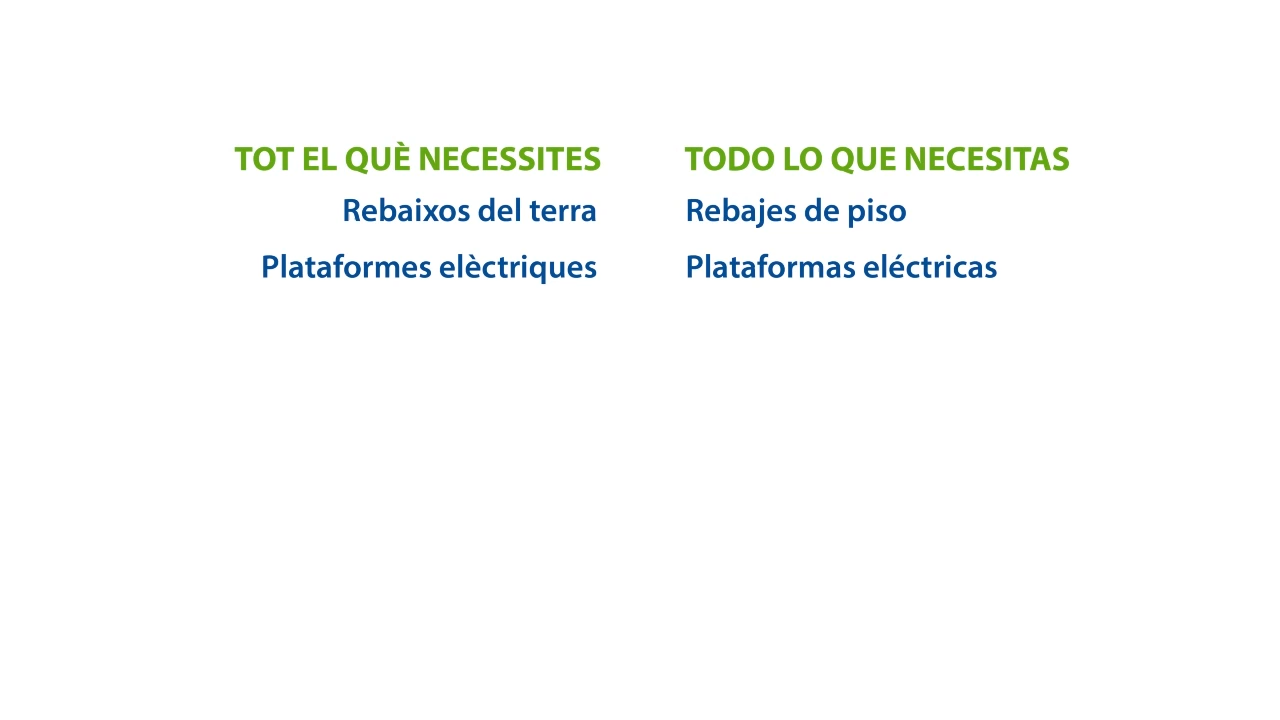 TOT EL QUÈ NECESSITES
Rebaixos del terra
Plataformes elèctriques
TODO LO QUE NECESITAS
Rebajes de piso
Plataformas eléctricas